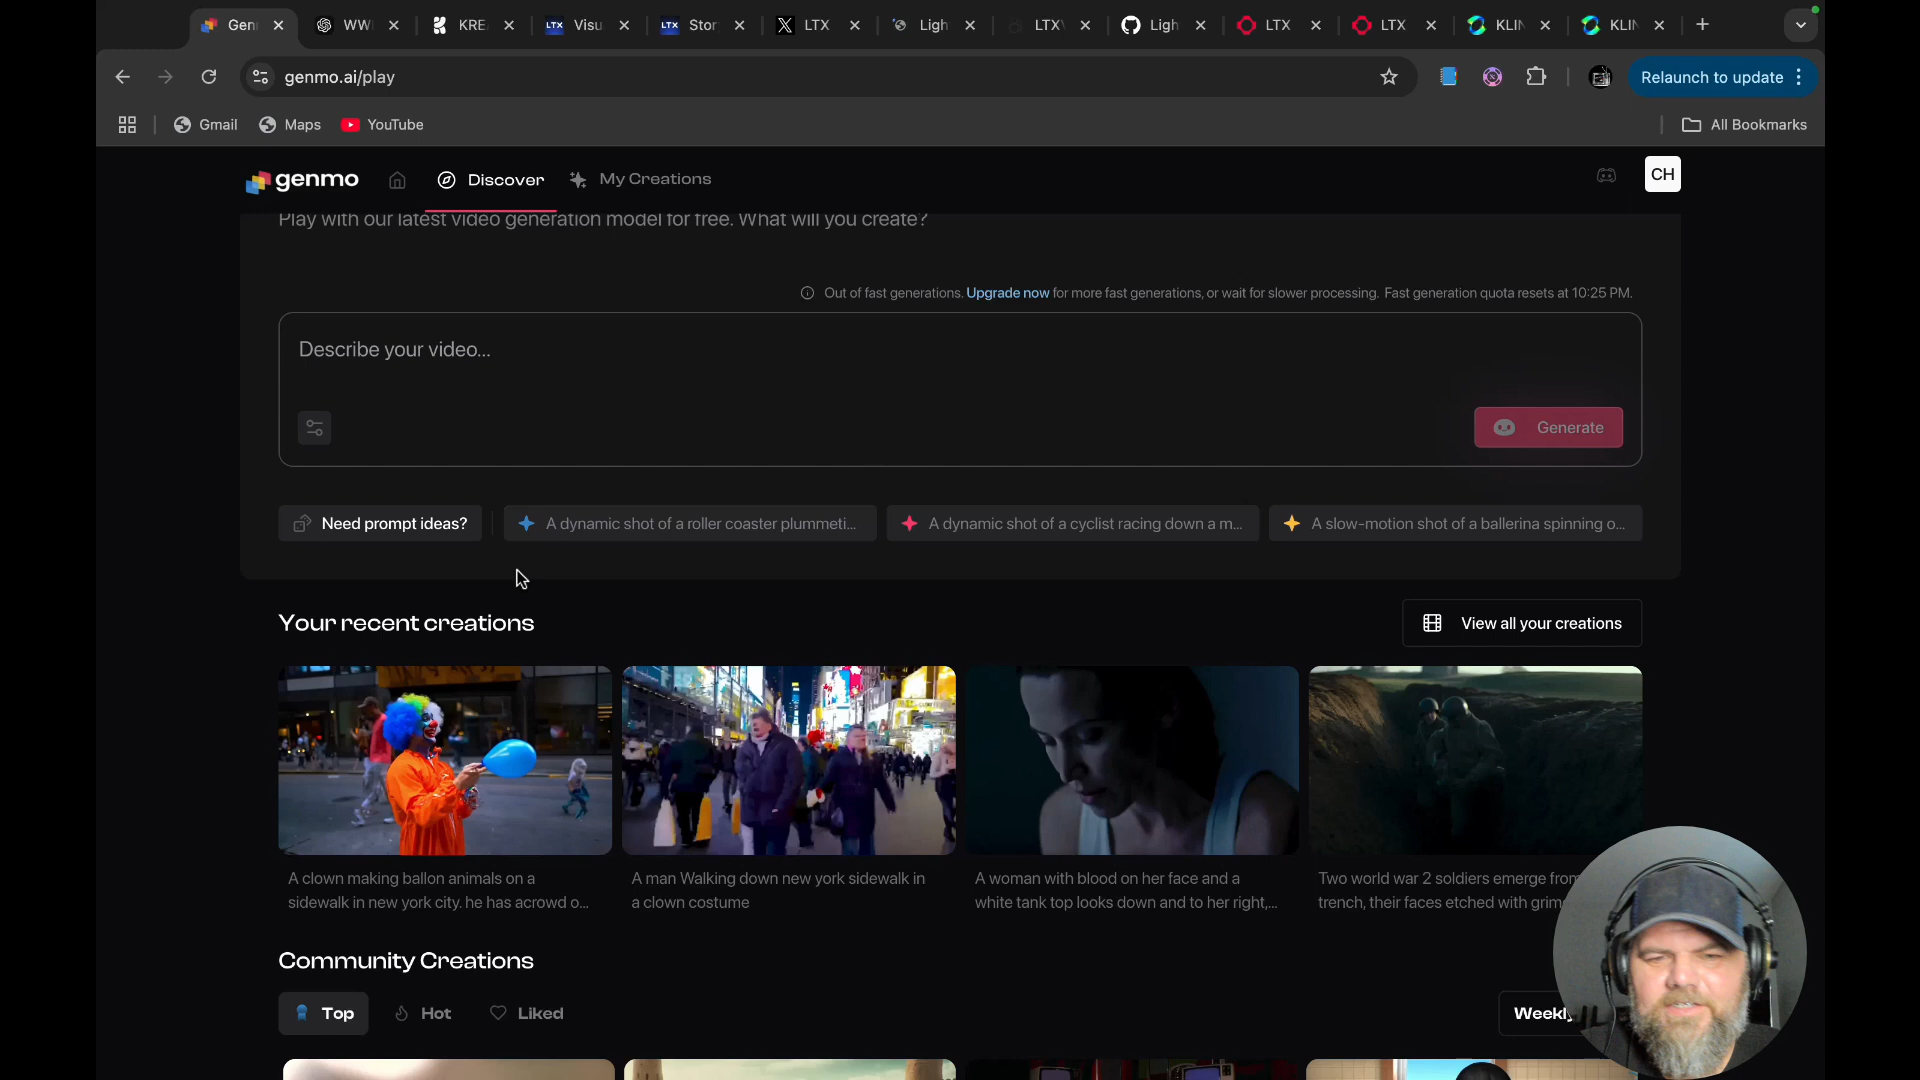 Gen
WW
KRE
LTX Visu
LTX Stor
LTX
Ligh
LTXV
Ligh
LTX
LTX
KLIN
KLIN
genmo.ai/play
Relaunch to update
Gmail
Maps
YouTube
All Bookmarks
genmo
Discover
My Creations
CH
Play with our latest video generation model for free. What will you create?
Out of fast generations. Upgrade now for more fast generations, or wait for slower processing. Fast generation quota resets at 10:25 PM.
Describe your video...
Generate
Need prompt ideas?
A dynamic shot of a roller coaster plummeti...
A dynamic shot of a cyclist racing down a m...
A slow-motion shot of a ballerina spinning o...
Your recent creations
View all your creations
A clown making ballon animals on a
sidewalk in new york city. he has acrowd o...
A man Walking down new york sidewalk in
a clown costume
A woman with blood on her face and a
white tank top looks down and to her right,...
Two world war 2 soldiers emerge from
trench, their faces etched with grim
Community Creations
Top
Hot
Liked
Weekly